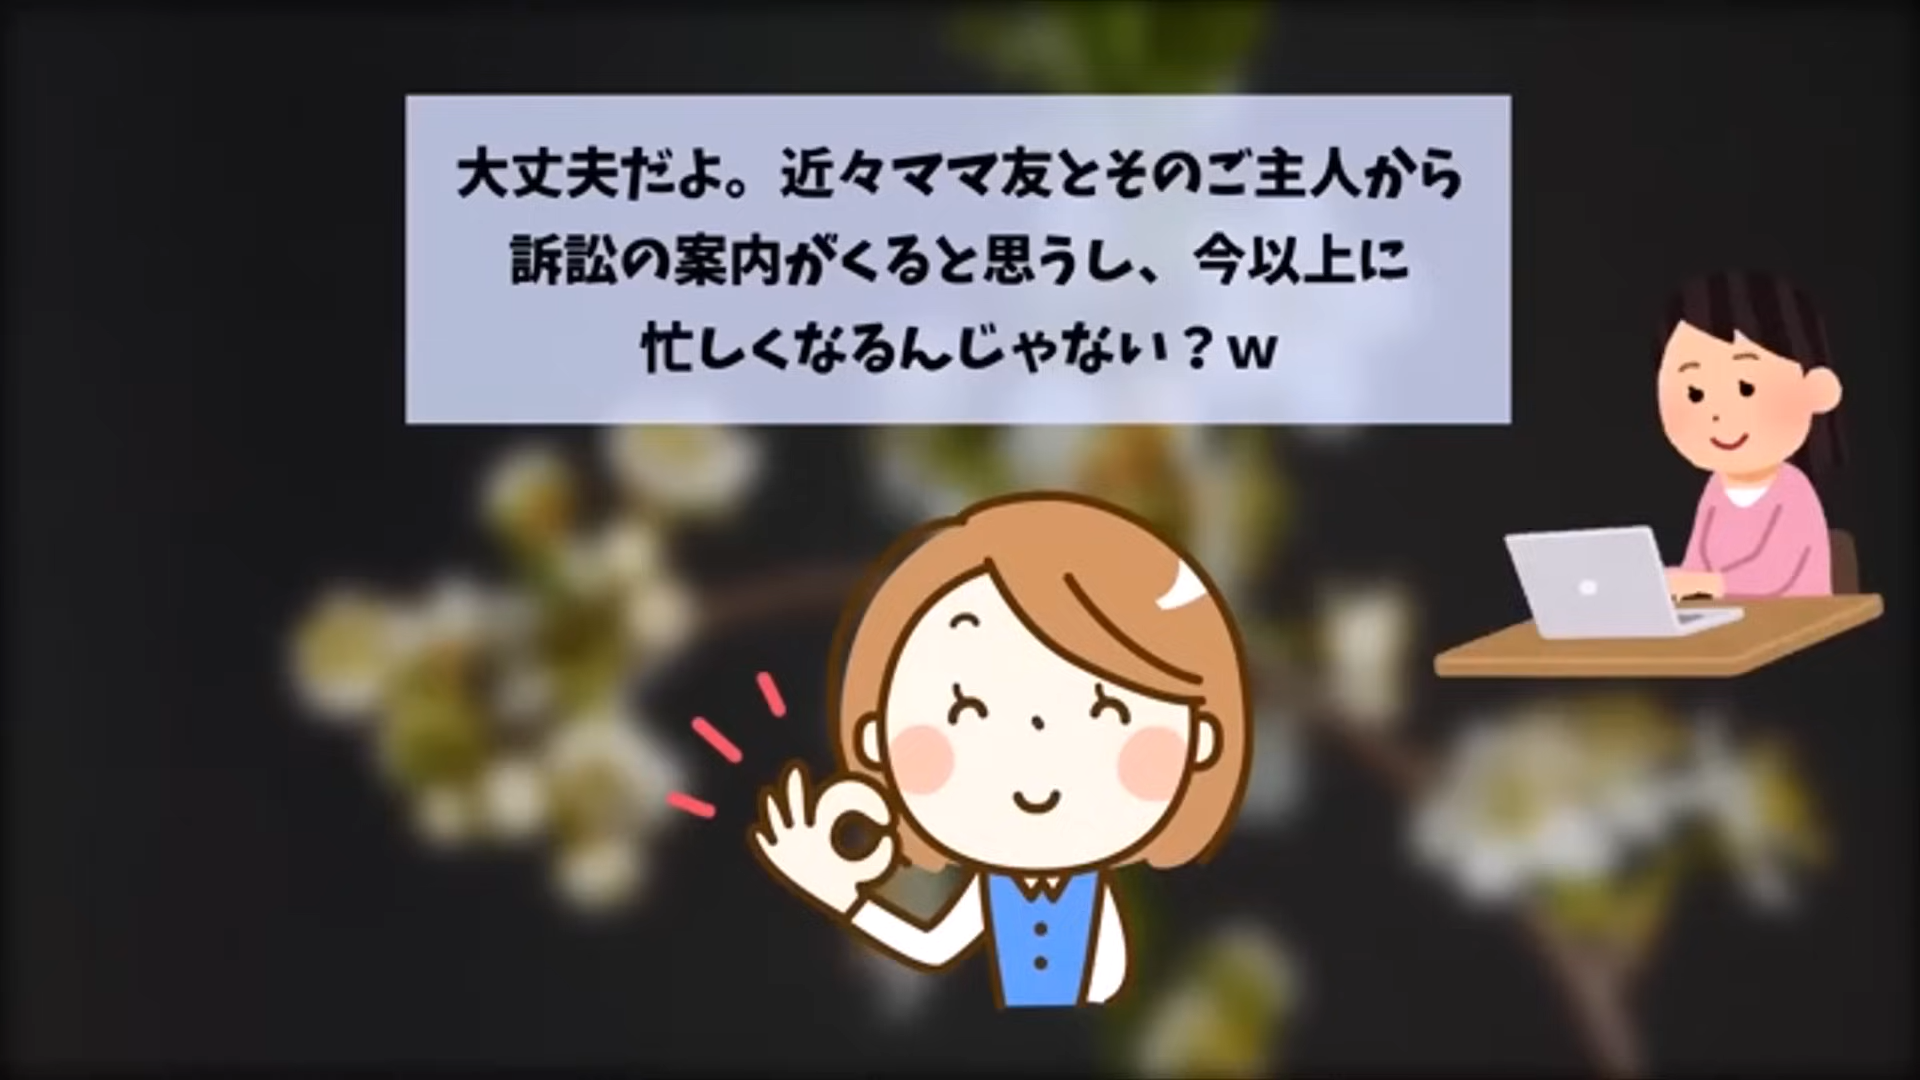 大丈夫だよ。近々ママ友とそのご主人から
訴訟の案内がくると思うし、今以上に
忙しくなるんじゃない？w